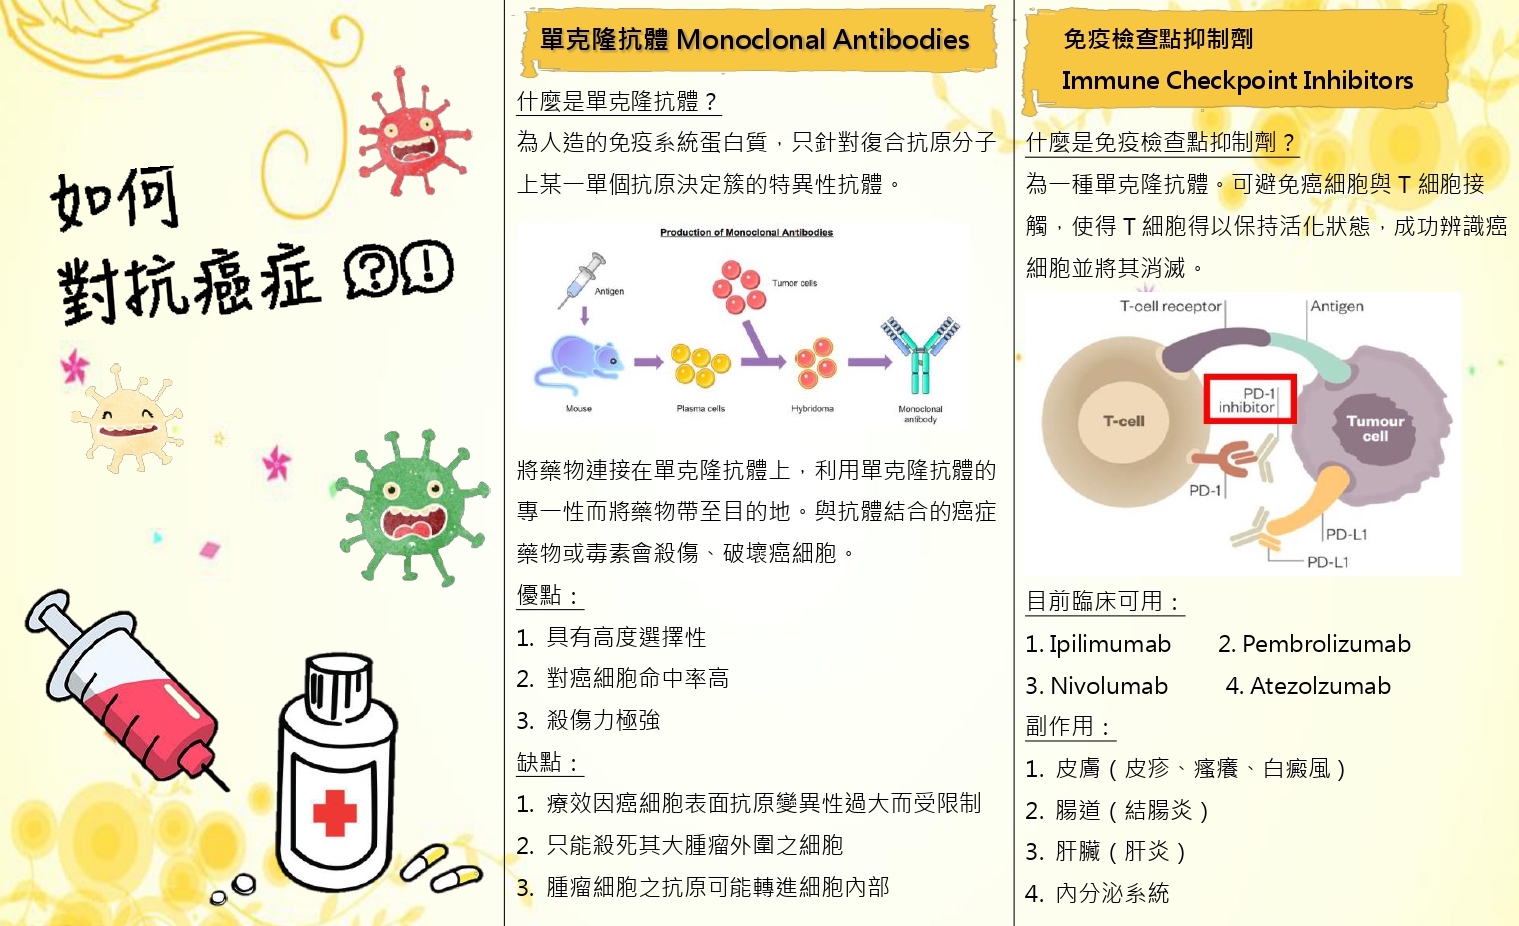 如何
對抗癌症?!
單克隆抗體 Monoclonal Antibodies
什麼是單克隆抗體？
為人造的免疫系統蛋白質，只針對復合抗原分子
上某一單個抗原決定簇的特異性抗體。
Production of Monoclonal Antibodies
Antigen
Tumor cells
Mouse
Plasma cells
Hybridoma
Monoclonal
antibody
將藥物連接在單克隆抗體上，利用單克隆抗體的
專一性而將藥物帶至目的地。與抗體結合的癌症
藥物或毒素會殺傷、破壞癌細胞。
優點：
1. 具有高度選擇性
2. 對癌細胞命中率高
3. 殺傷力極強
缺點：
1. 療效因癌細胞表面抗原變異性過大而受限制
2. 只能殺死其大腫瘤外圍之細胞
3. 腫瘤細胞之抗原可能轉進細胞內部
免疫檢查點抑制劑
Immune Checkpoint Inhibitors
什麼是免疫檢查點抑制劑？
為一種單克隆抗體。可避免癌細胞與 T 細胞接
觸，使得 T 細胞得以保持活化狀態，成功辨識癌
細胞並將其消滅。
T-cell receptor
Antigen
PD-1
inhibitor
T-cell
Tumour
cell
PD-1
PD-L1
PD-L1
目前臨床可用：
1. Ipilimumab 2. Pembrolizumab
3. Nivolumab 4. Atezolzumab
副作用：
1. 皮膚（皮疹、瘙癢、白癜風）
2. 腸道（結腸炎）
3. 肝臟（肝炎）
4. 內分泌系統